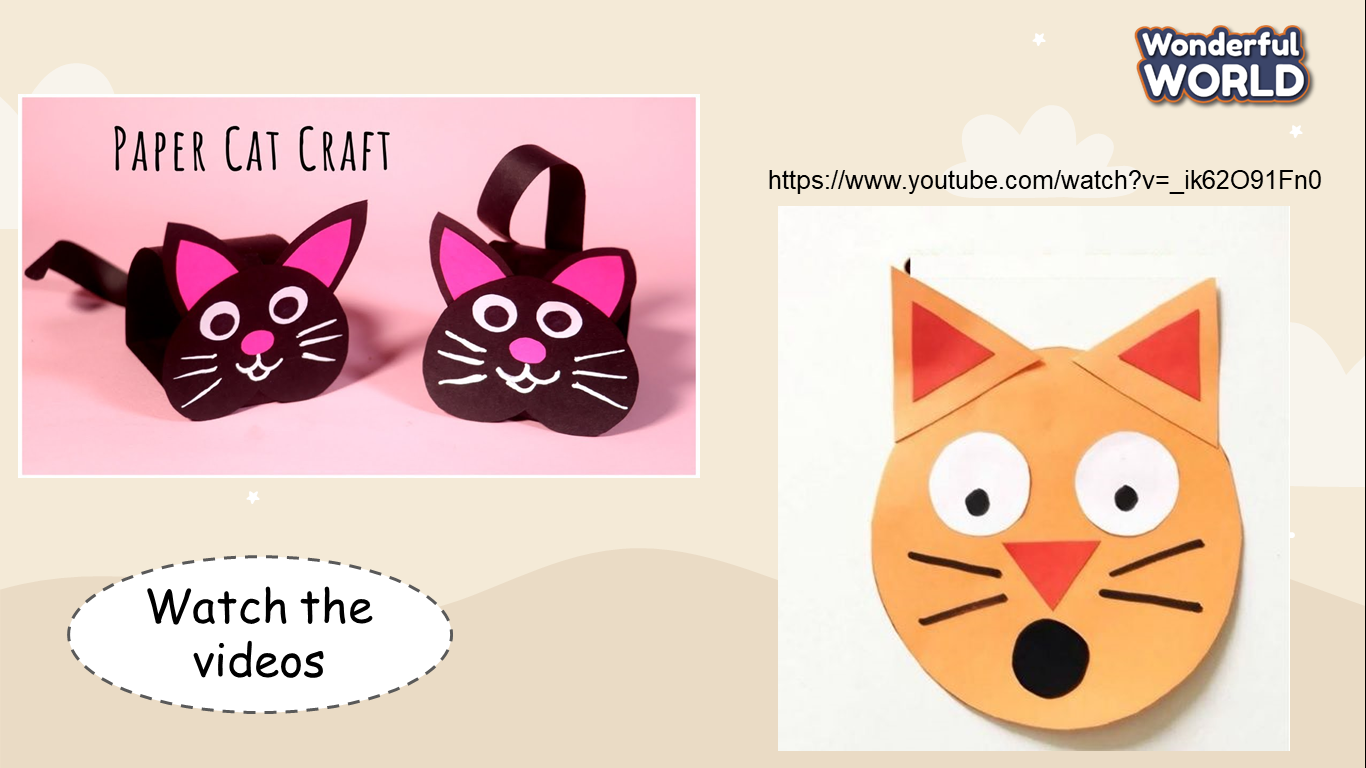 Wonderful
WORLD
PAPER CAT CRAFT
https://www.youtube.com/watch?v=_ik62O91Fn0
Watch the
videos